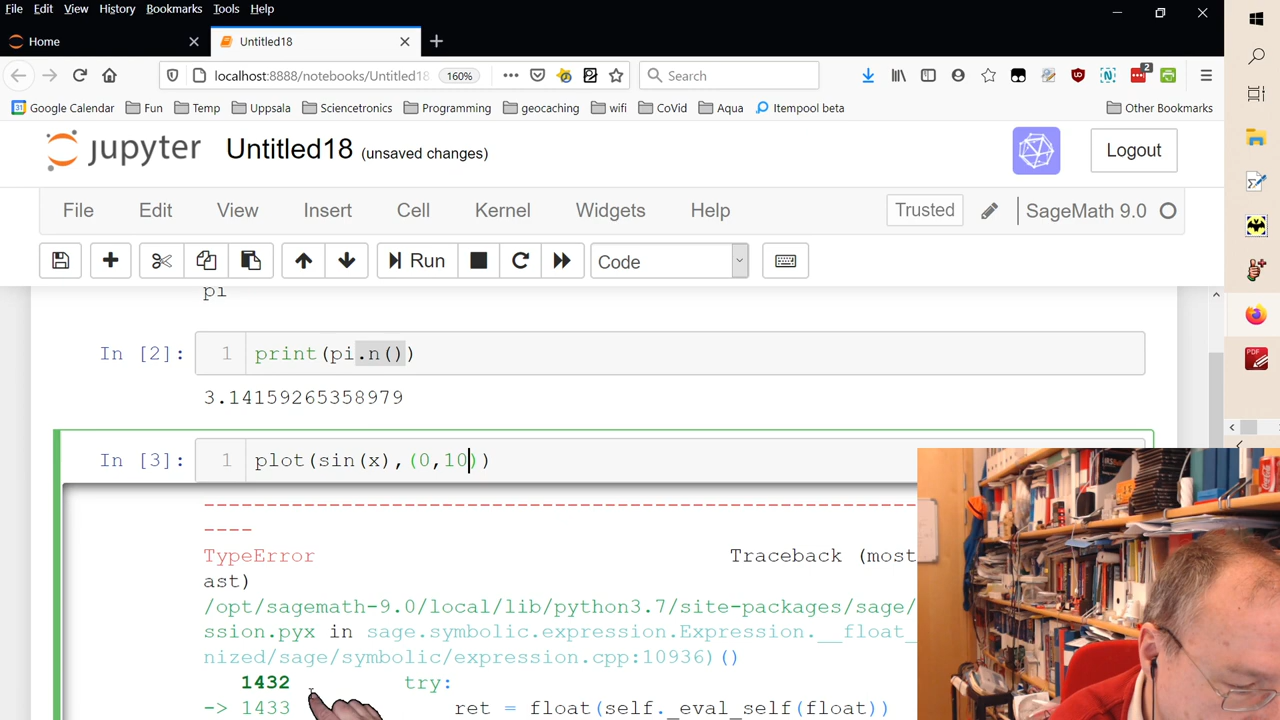 File Edit View History Bookmarks Tools Help
Home
Untitled18
localhost:8888/notebooks/Untitled18 160% Search 2
Google Calendar Fun Temp Uppsala Scienectronics Programming geocaching wifi CoVid Aqua Itempool beta Other Bookmarks
jupyter Untitled18 (unsaved changes) Logout
File Edit View Insert Cell Kernel Widgets Help Trusted SageMath 9.0
Run Code
pi
In [2]: 1 print(pi.n())
3.14159265358979
In [3]: 1 plot(sin(x),(0,10))
----------------------------------------------------------
----
TypeError Traceback (most
ast)
/opt/sagemath-9.0/local/lib/python3.7/site-packages/sage/
ssion.pyx in sage.symbolic.expression.Expression.__float_
nized/sage/symbolic/expression.cpp:10936)()
1432 try:
-> 1433 ret = float(self._eval_self(float))
PDF